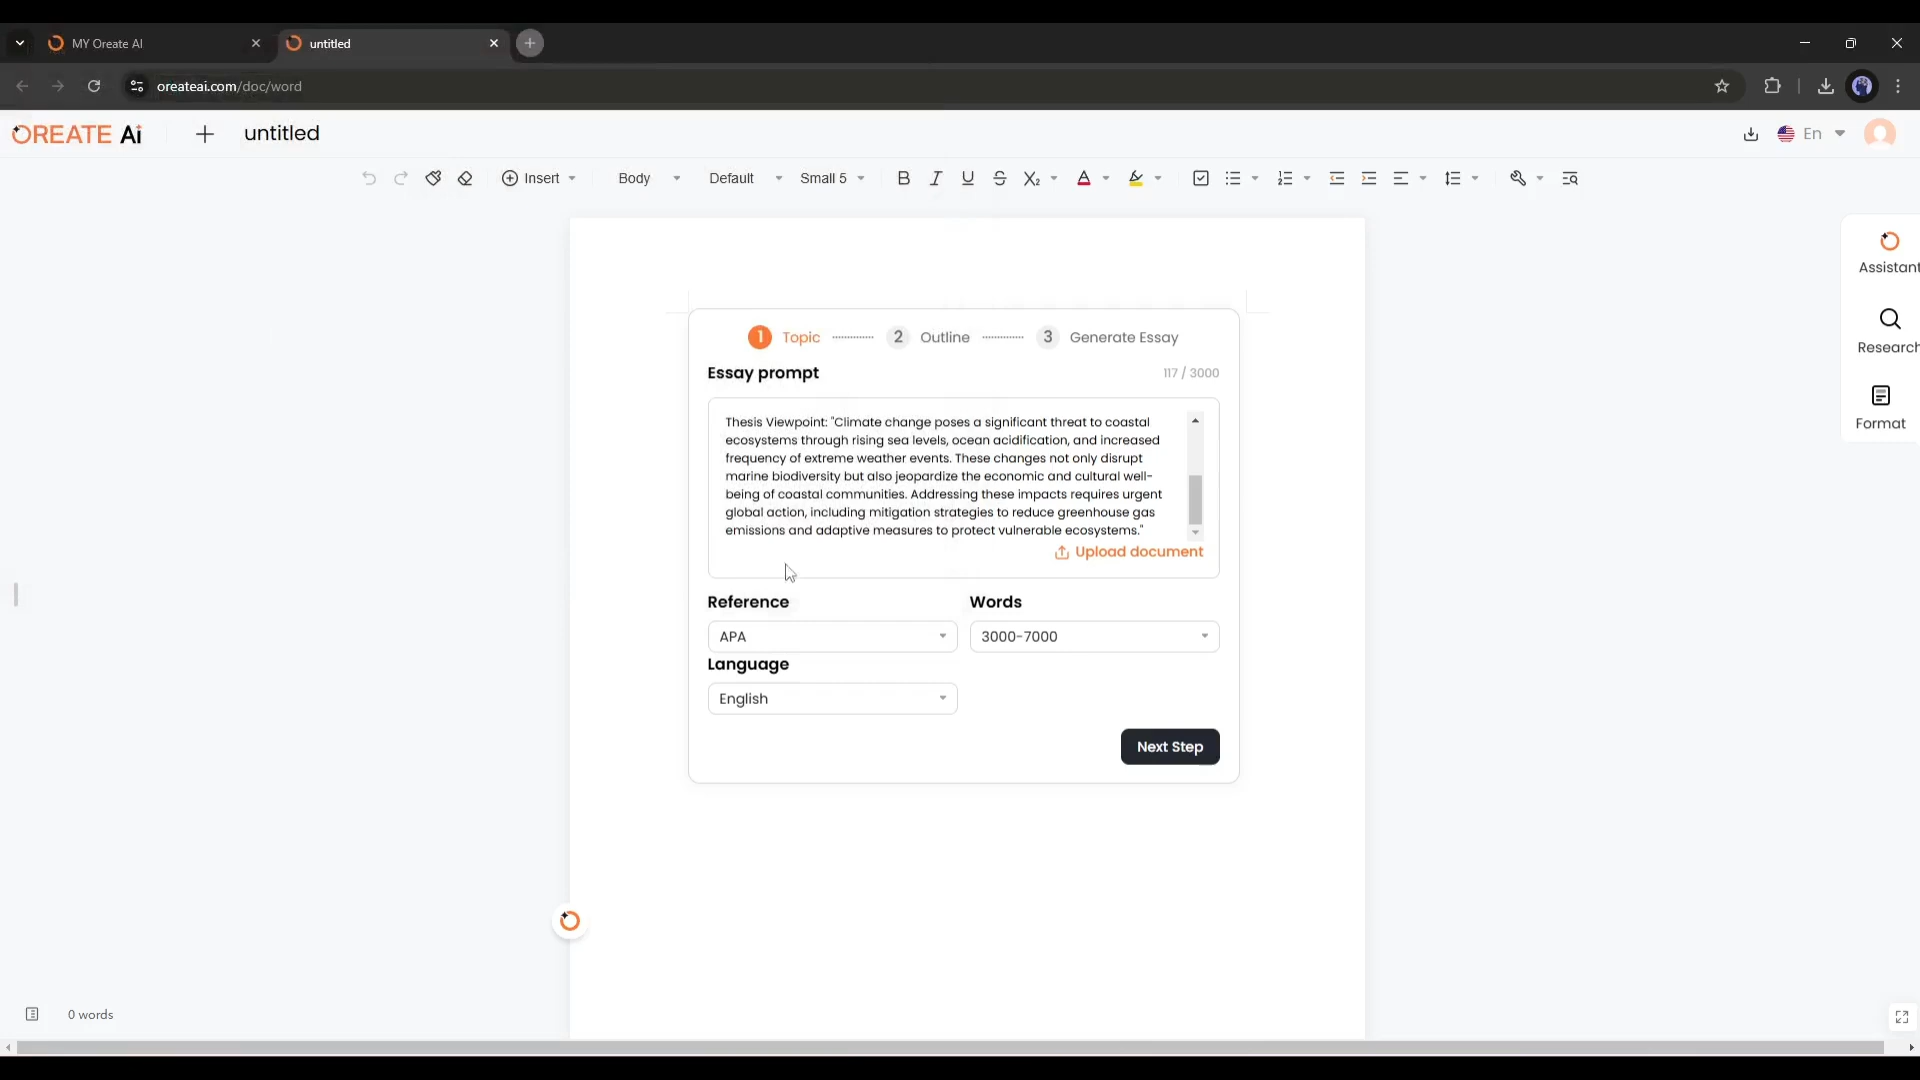 MY Oreate AI
untitled
oreateai.com/doc/word
OREATE Ai
untitled
En
Insert
Body
Default
Small 5
Assistant
Research
Format
1 Topic 2 Outline 3 Generate Essay
Essay prompt 117 / 3000
Thesis Viewpoint: "Climate change poses a significant threat to coastal
ecosystems through rising sea levels, ocean acidification, and increased
frequency of extreme weather events. These changes not only disrupt
marine biodiversity but also jeopardize the economic and cultural well-
being of coastal communities. Addressing these impacts requires urgent
global action, including mitigation strategies to reduce greenhouse gas
emissions and adaptive measures to protect vulnerable ecosystems."
Upload document
Reference Words
APA 3000-7000
Language
English
Next Step
0 words